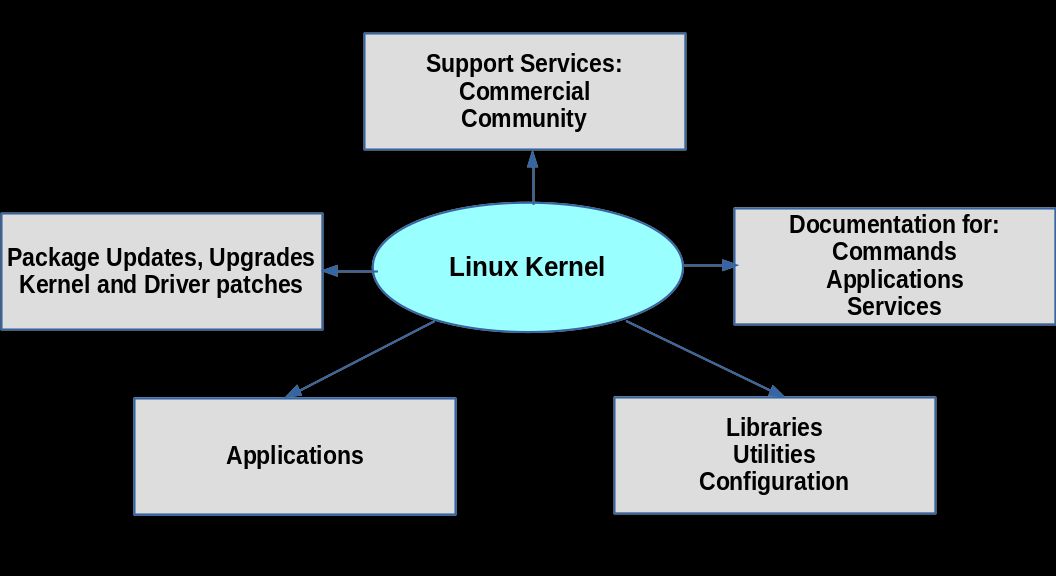 Support Services:
Commercial
Community
Package Updates, Upgrades
Kernel and Driver patches
Linux Kernel
Documentation for:
Commands
Applications
Services
Applications
Libraries
Utilities
Configuration